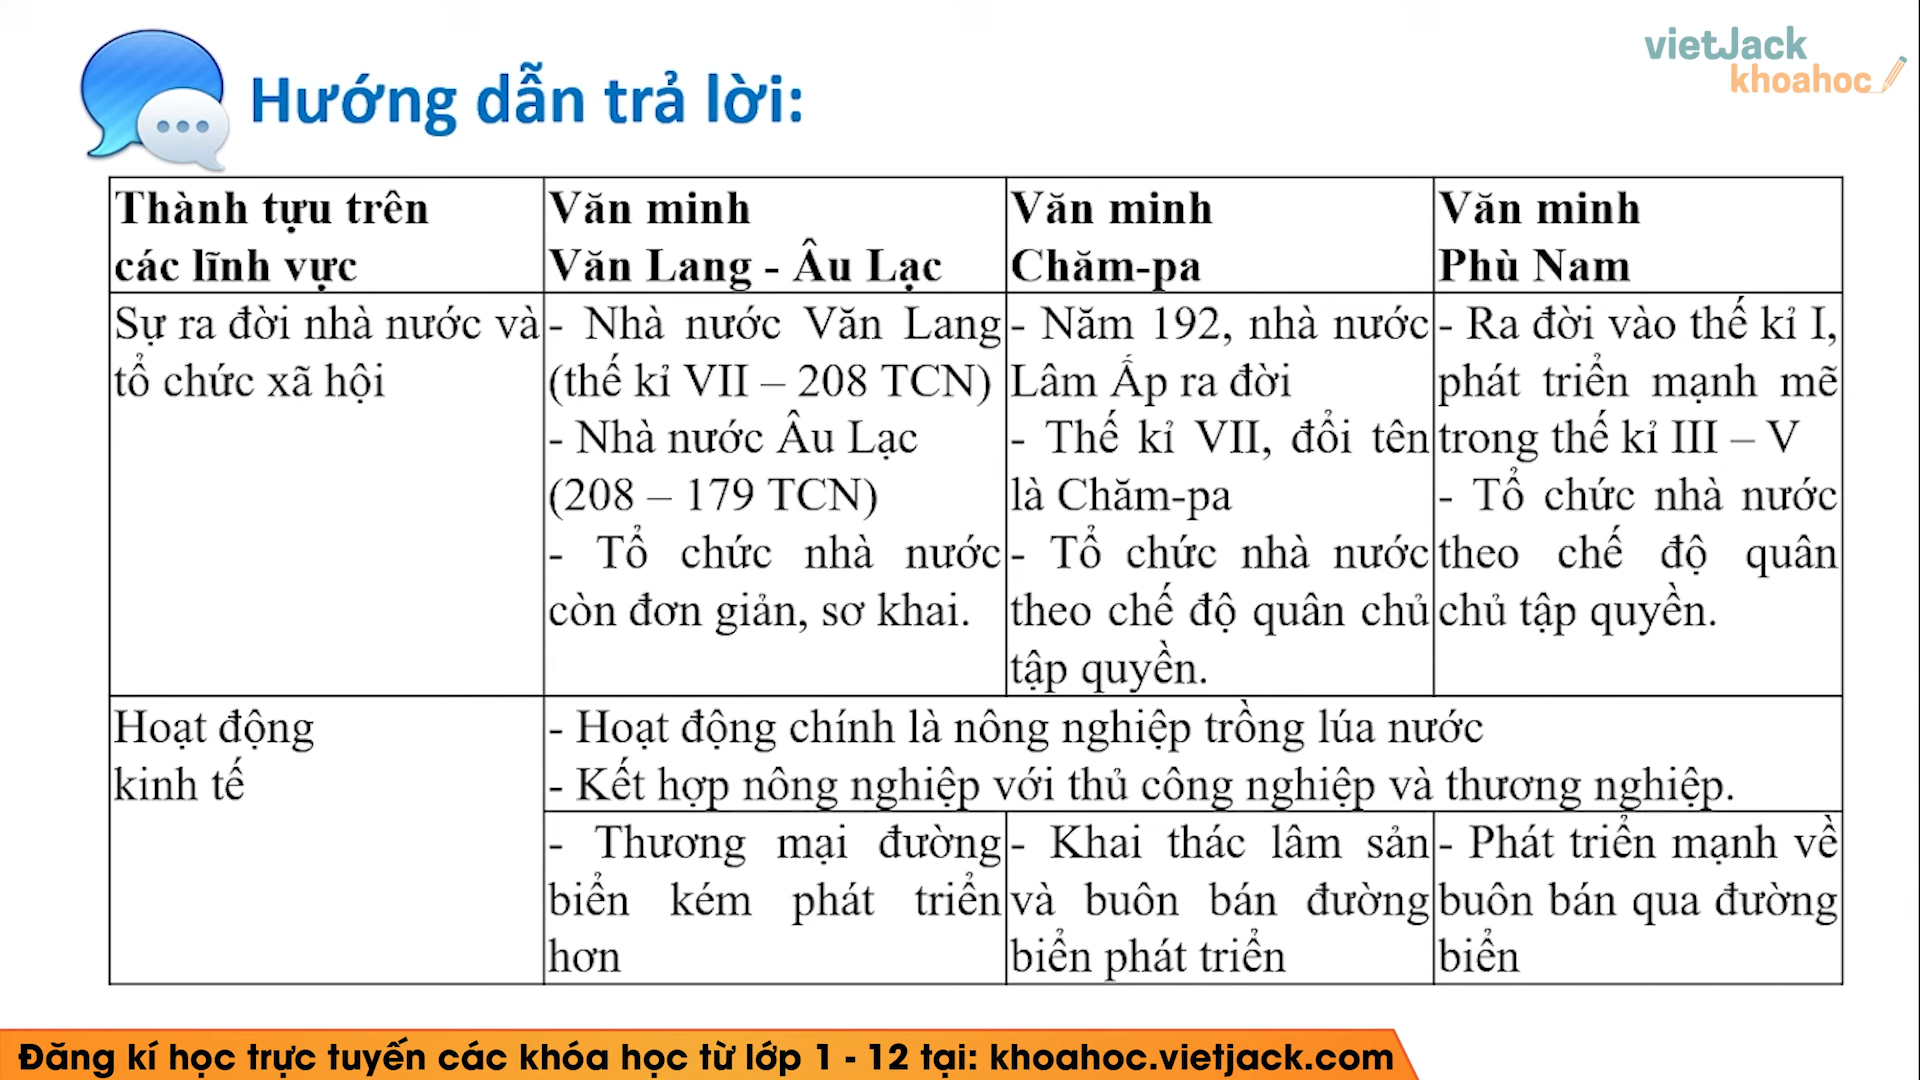 vietJack
khoahoc
Hướng dẫn trả lời:
Thành tựu trên
các lĩnh vực
Văn minh
Văn Lang - Âu Lạc
Văn minh
Chăm-pa
Văn minh
Phù Nam
Sự ra đời nhà nước và
tổ chức xã hội
- Nhà nước Văn Lang
(thế kỉ VII – 208 TCN)
- Nhà nước Âu Lạc
(208 – 179 TCN)
- Tổ chức nhà nước
còn đơn giản, sơ khai.
- Năm 192, nhà nước
Lâm Ấp ra đời
- Thế kỉ VII, đổi tên
là Chăm-pa
- Tổ chức nhà nước
theo chế độ quân chủ
tập quyền.
- Ra đời vào thế kỉ I,
phát triển mạnh mẽ
trong thế kỉ III – V
- Tổ chức nhà nước
theo chế độ quân
chủ tập quyền.
Hoạt động
kinh tế
- Hoạt động chính là nông nghiệp trồng lúa nước
- Kết hợp nông nghiệp với thủ công nghiệp và thương nghiệp.
- Thương mại đường
biển kém phát triển
hơn
- Khai thác lâm sản
và buôn bán đường
biển phát triển
- Phát triển mạnh về
buôn bán qua đường
biển
Đăng kí học trực tuyến các khóa học từ lớp 1 - 12 tại: khoahoc.vietjack.com